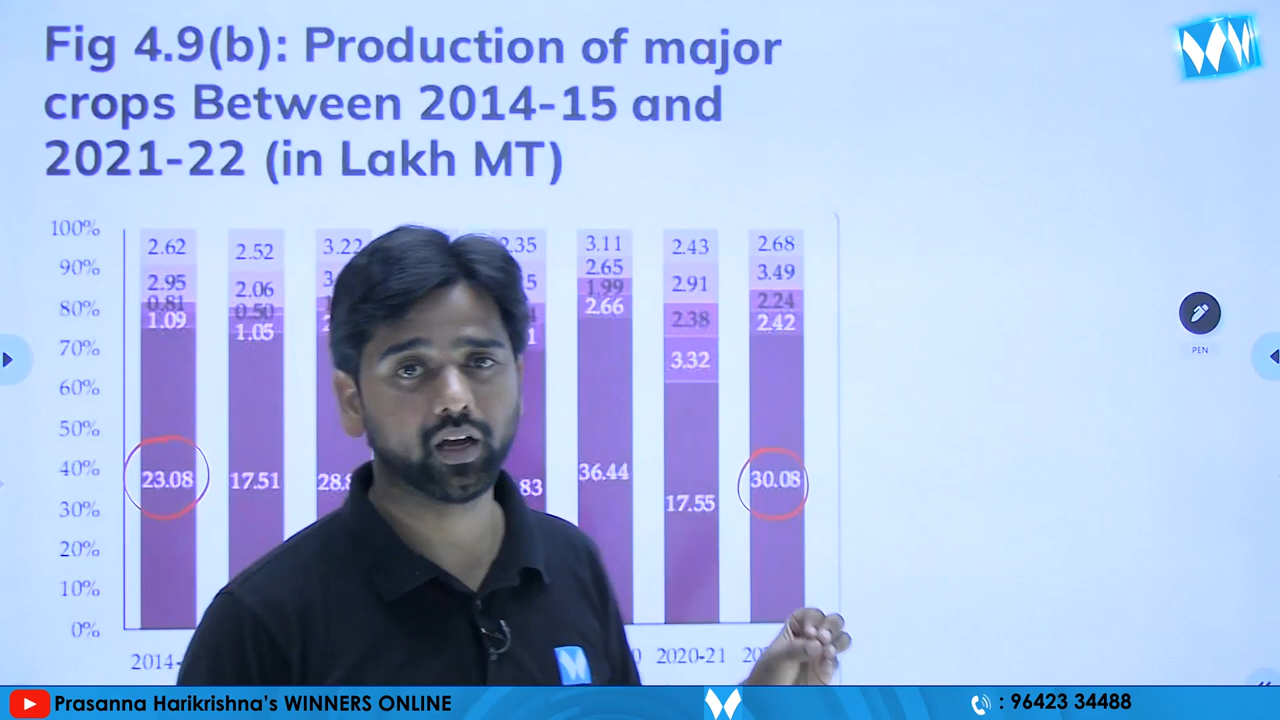 Fig 4.9(b): Production of major
crops Between 2014-15 and
2021-22 (in Lakh MT)
100%
90%
80%
70%
60%
50%
40%
30%
20%
10%
0%
2.62 2.52 3.22 2.35 3.11 2.43 2.68
2.95 2.06 2.65 2.91 3.49
0.81 0.50 1.99 2.38 2.24
1.09 1.05 2.66 3.32 2.42
23.08 17.51 83 36.44 17.55 30.08
2014- 2020-21
PEN
Prasanna Harikrishna's WINNERS ONLINE
: 96423 34488